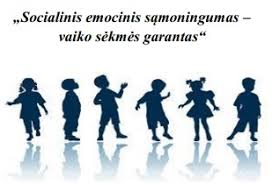 „Socialinis emocinis sąmoningumas –
vaiko sėkmės garantas“